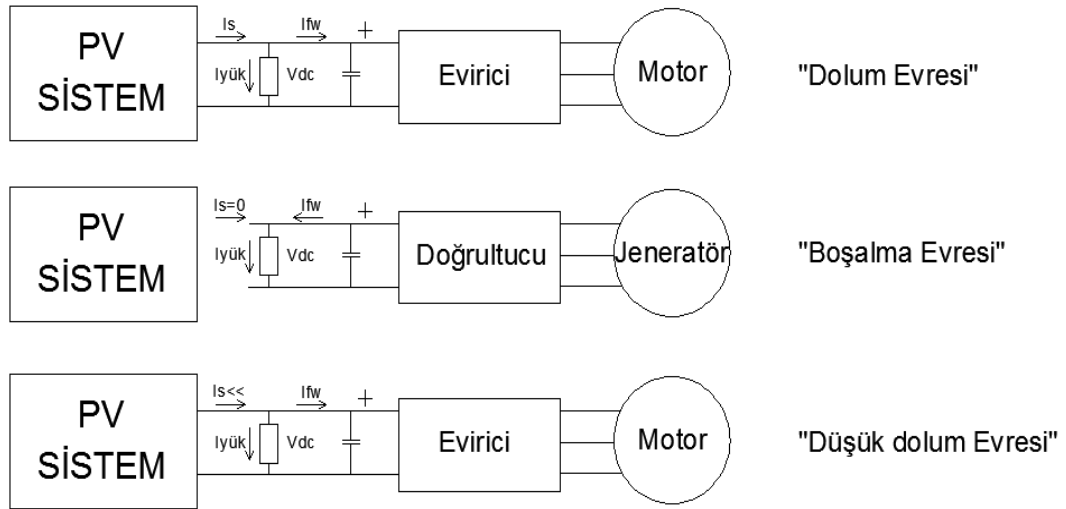 PV
SİSTEM
Is
Ifw
+
Iyük
Vdc
Evirici
Motor
"Dolum Evresi"
PV
SİSTEM
Is=0
Ifw
+
Iyük
Vdc
Doğrultucu
Jeneratör
"Boşalma Evresi"
PV
SİSTEM
Is<<
Ifw
+
Iyük
Vdc
Evirici
Motor
"Düşük dolum Evresi"